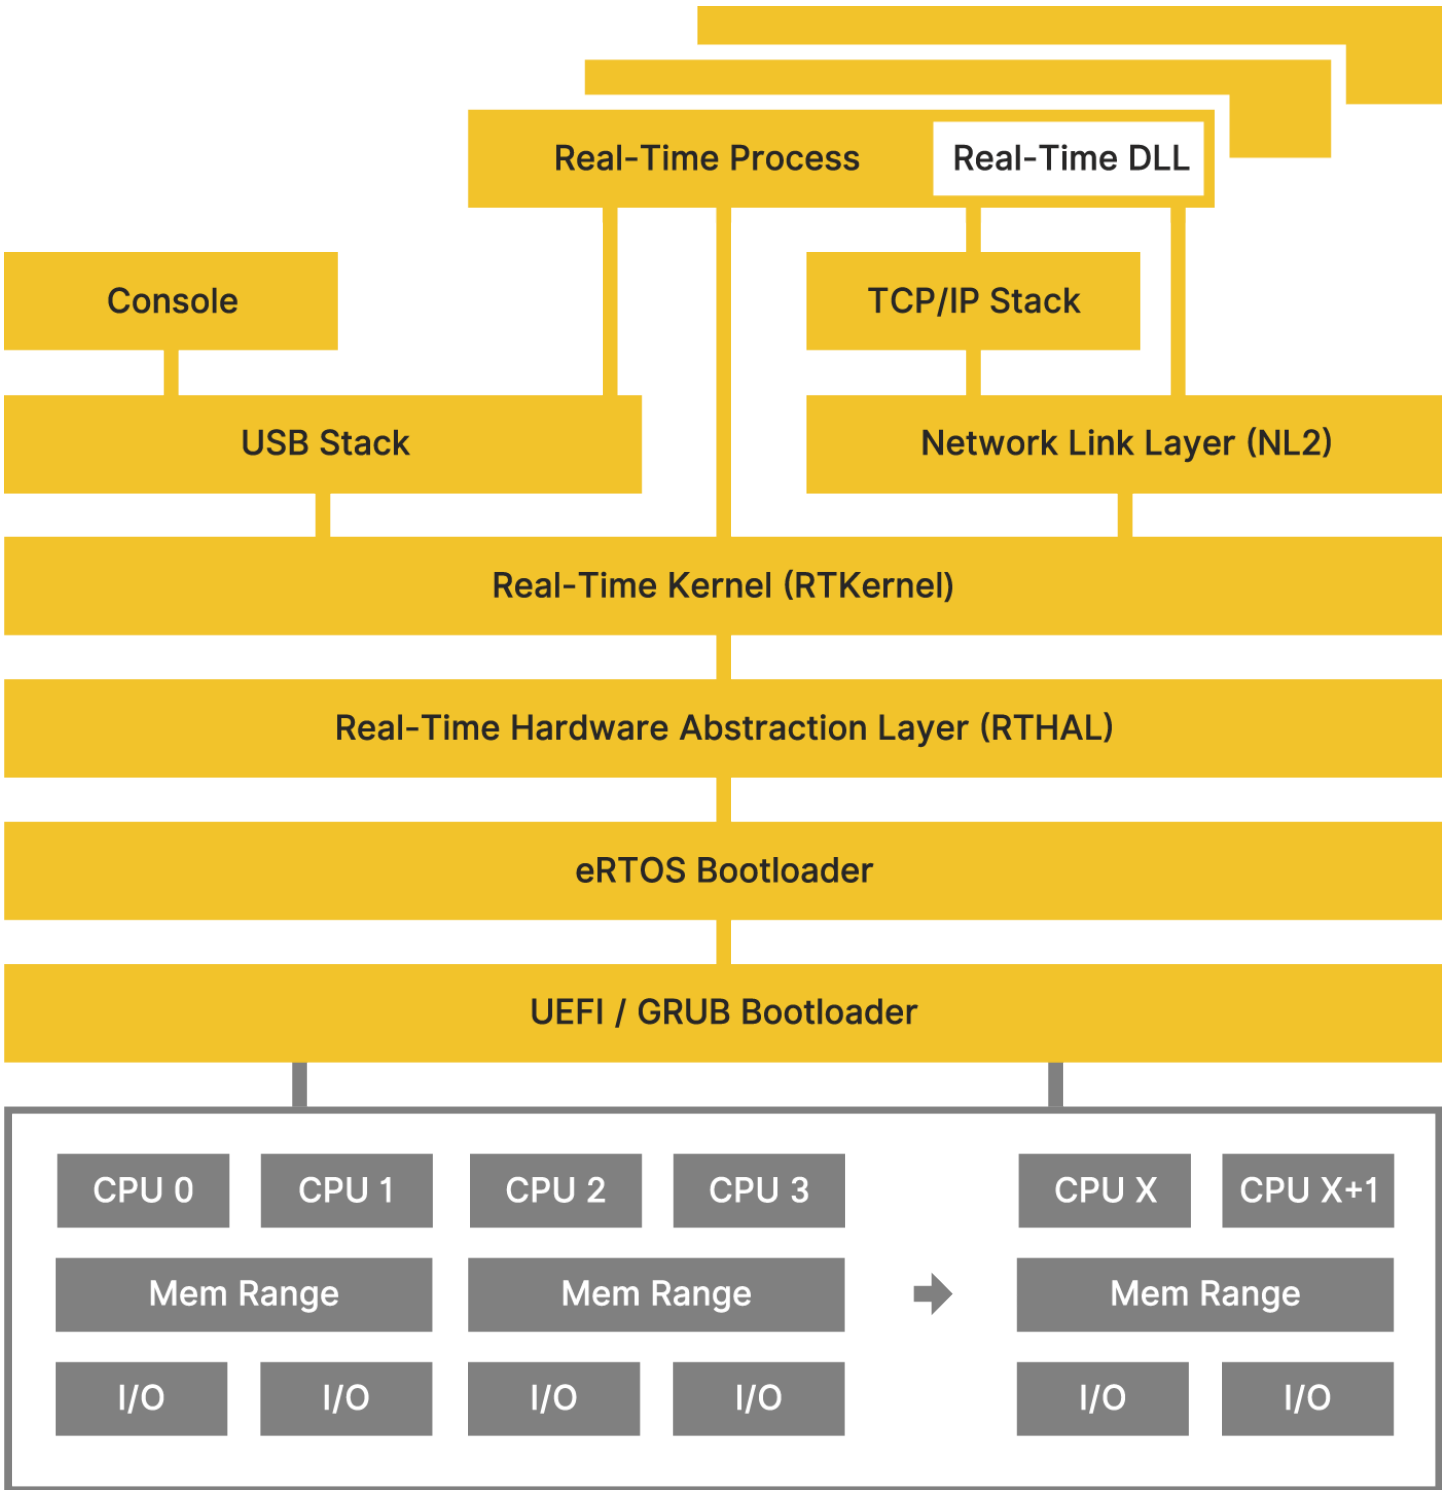 Real-Time Process
Real-Time DLL
Console
TCP/IP Stack
USB Stack
Network Link Layer (NL2)
Real-Time Kernel (RTKernel)
Real-Time Hardware Abstraction Layer (RTHAL)
eRTOS Bootloader
UEFI / GRUB Bootloader
CPU 0
CPU 1
CPU 2
CPU 3
CPU X
CPU X+1
Mem Range
Mem Range
Mem Range
I/O
I/O
I/O
I/O
I/O
I/O